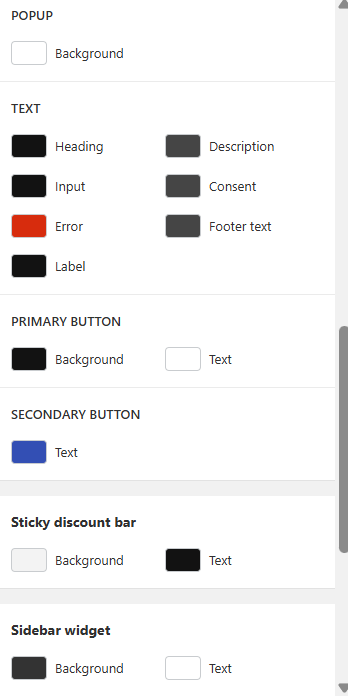 POPUP
Background
TEXT
Heading Description
Input Consent
Error Footer text
Label
PRIMARY BUTTON
Background Text
SECONDARY BUTTON
Text
Sticky discount bar
Background Text
Sidebar widget
Background Text